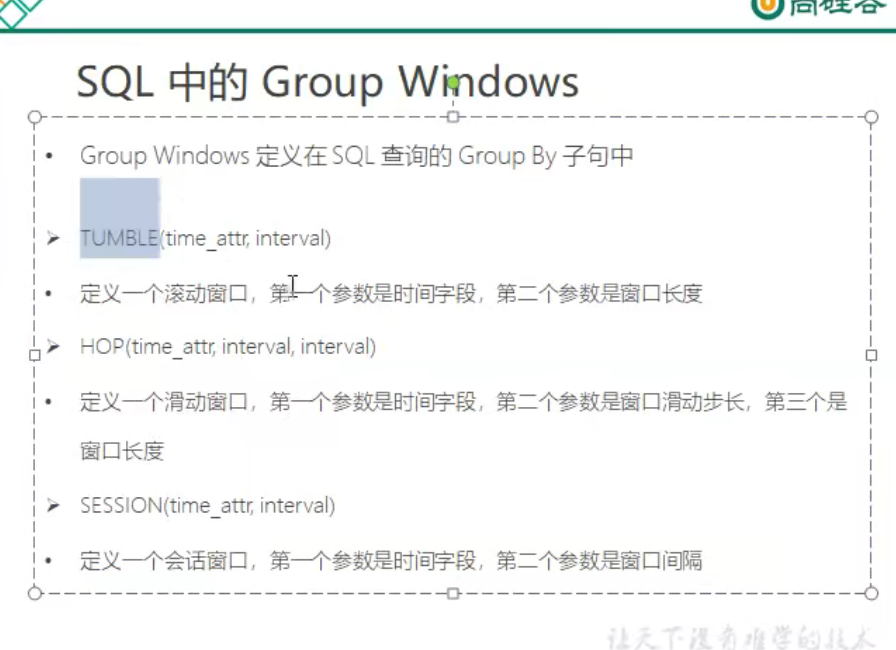 尚硅谷
SQL 中的 Group Windows
• Group Windows 定义在 SQL 查询的 Group By 子句中
➢ TUMBLE(time_attr, interval)
• 定义一个滚动窗口，第一个参数是时间字段，第二个参数是窗口长度
➢ HOP(time_attr, interval, interval)
• 定义一个滑动窗口，第一个参数是时间字段，第二个参数是窗口滑动步长，第三个是
窗口长度
➢ SESSION(time_attr, interval)
• 定义一个会话窗口，第一个参数是时间字段，第二个参数是窗口间隔
让天下没有难学的技术